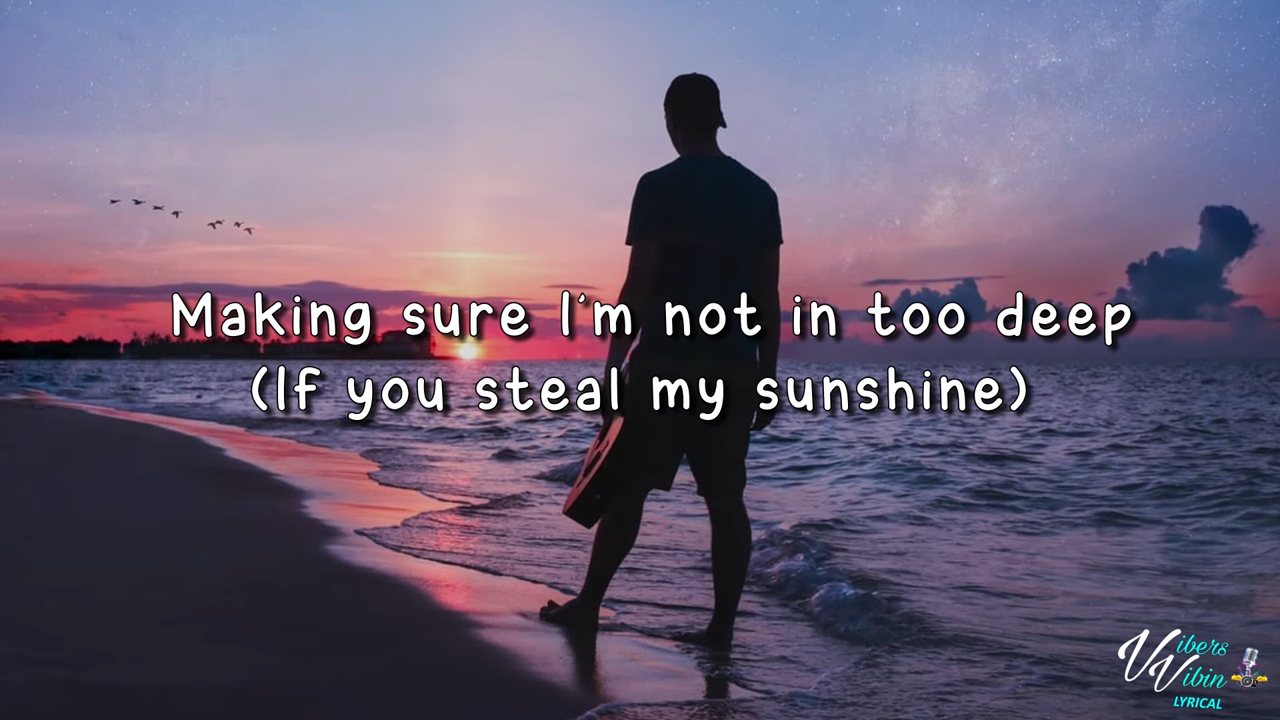 Making sure I'm not in too deep
(If you steal my sunshine)
Vibers
Vibin
LYRICAL